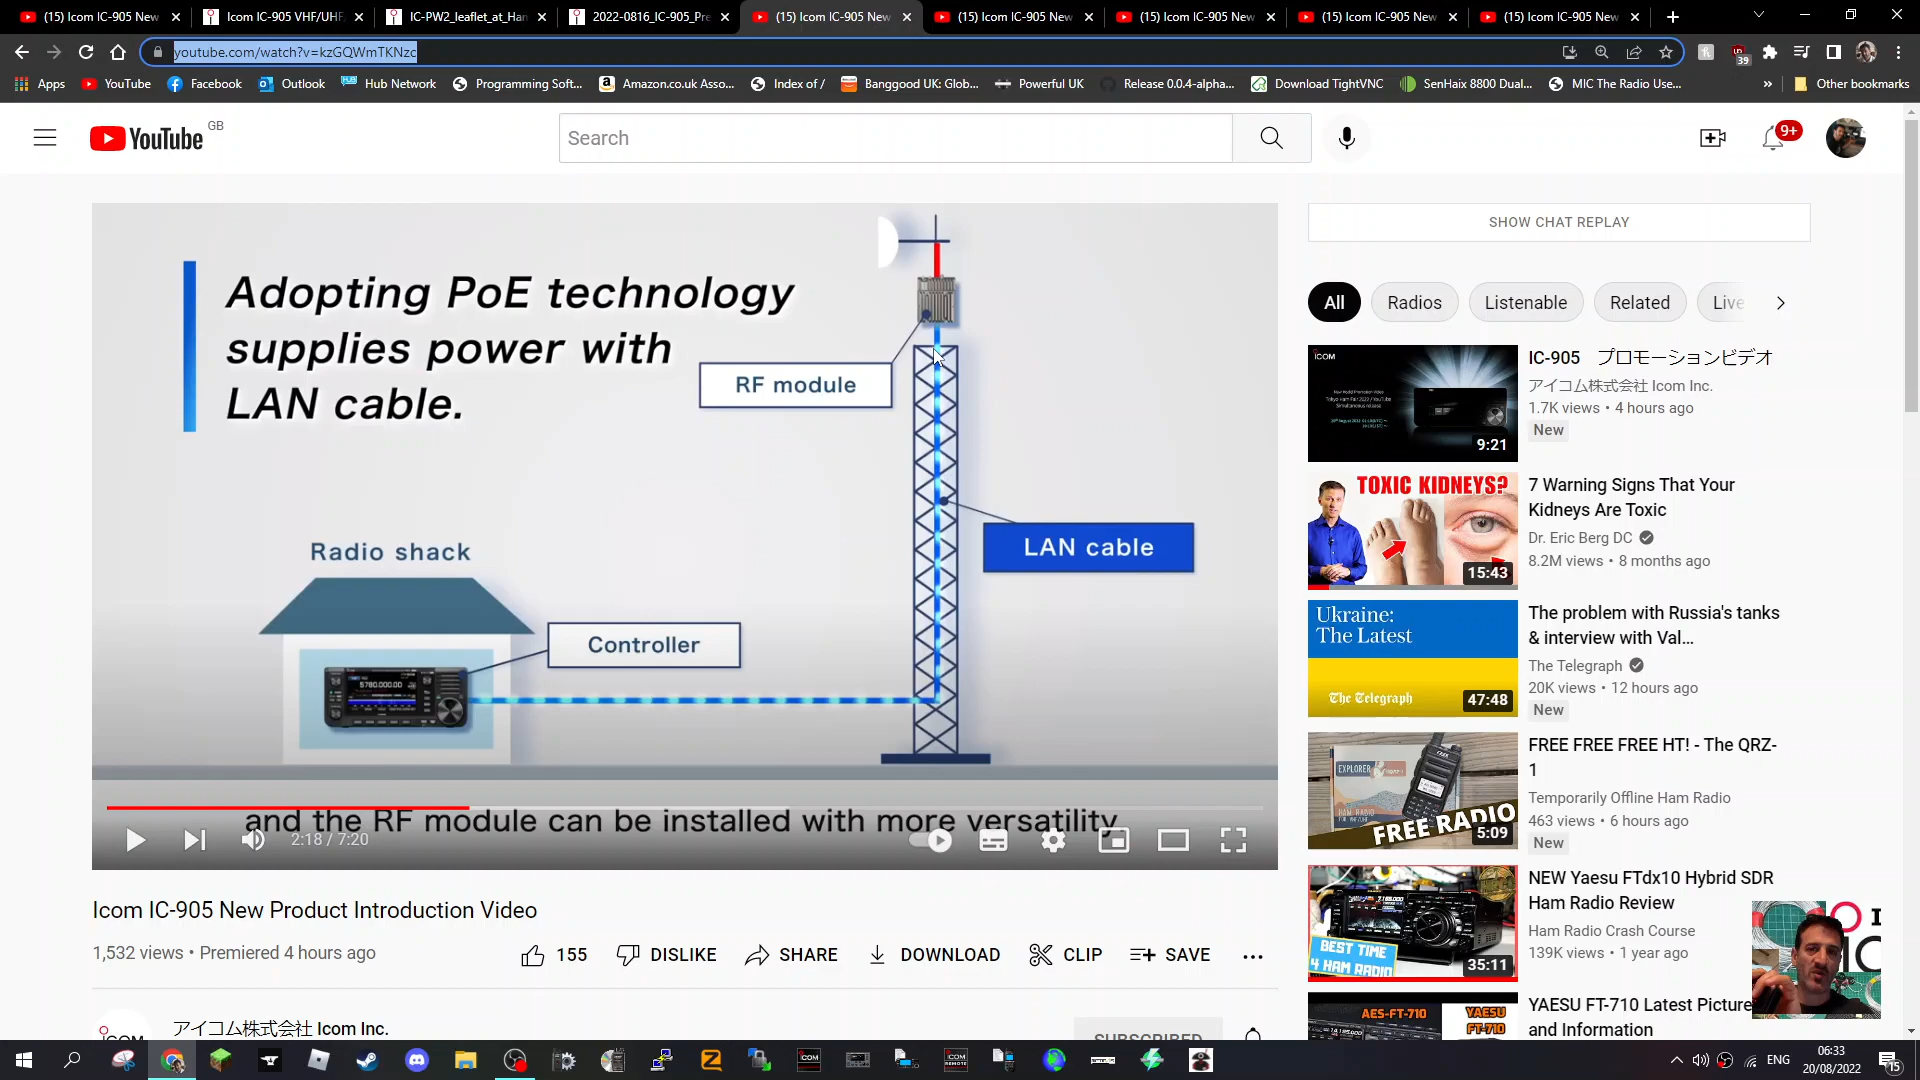 (15) Icom IC-905 New
Icom IC-905 VHF/UHF
IC-PW2_leaflet_at_Ham
2022-0816_IC-905_Pre
(15) Icom IC-905 New
(15) Icom IC-905 New
(15) Icom IC-905 New
(15) Icom IC-905 New
(15) Icom IC-905 New
youtube.com/watch?v=kzGQWmTKNzc
39
Apps
YouTube
Facebook
Outlook
Hub Network
Programming Soft...
Amazon.co.uk Asso...
Index of /
Banggood UK: Glob...
Powerful UK
Release 0.0.4-alpha...
Download TightVNC
SenHaix 8800 Dual...
MIC The Radio Use...
»
Other bookmarks
YouTube GB
Search
9+
Adopting PoE technology
supplies power with
LAN cable.
RF module
LAN cable
Radio shack
Controller
5780.000.00
and the RF module can be installed with more versatility
2:18 / 7:20
Icom IC-905 New Product Introduction Video
1,532 views • Premiered 4 hours ago
155
DISLIKE
SHARE
DOWNLOAD
CLIP
SAVE
アイコム株式会社 Icom Inc.
SUBSCRIBED
SHOW CHAT REPLAY
All
Radios
Listenable
Related
Live
ICOM
9:21
IC-905 プロモーションビデオ
アイコム株式会社 Icom Inc.
1.7K views • 4 hours ago
New
TOXIC KIDNEYS?
15:43
7 Warning Signs That Your
Kidneys Are Toxic
Dr. Eric Berg DC
8.2M views • 8 months ago
Ukraine:
The Latest
The Telegraph
47:48
The problem with Russia's tanks
& interview with Val...
The Telegraph
20K views • 12 hours ago
New
EXPLORER
FREE RADIO
5:09
FREE FREE FREE HT! - The QRZ-
1
Temporarily Offline Ham Radio
463 views • 6 hours ago
New
BEST TIME
4 HAM RADIO
35:11
NEW Yaesu FTdx10 Hybrid SDR
Ham Radio Review
Ham Radio Crash Course
139K views • 1 year ago
AES-FT-710
YAESU
FT-710
YAESU FT-710 Latest Picture
and Information
ENG
06:33
20/08/2022
15